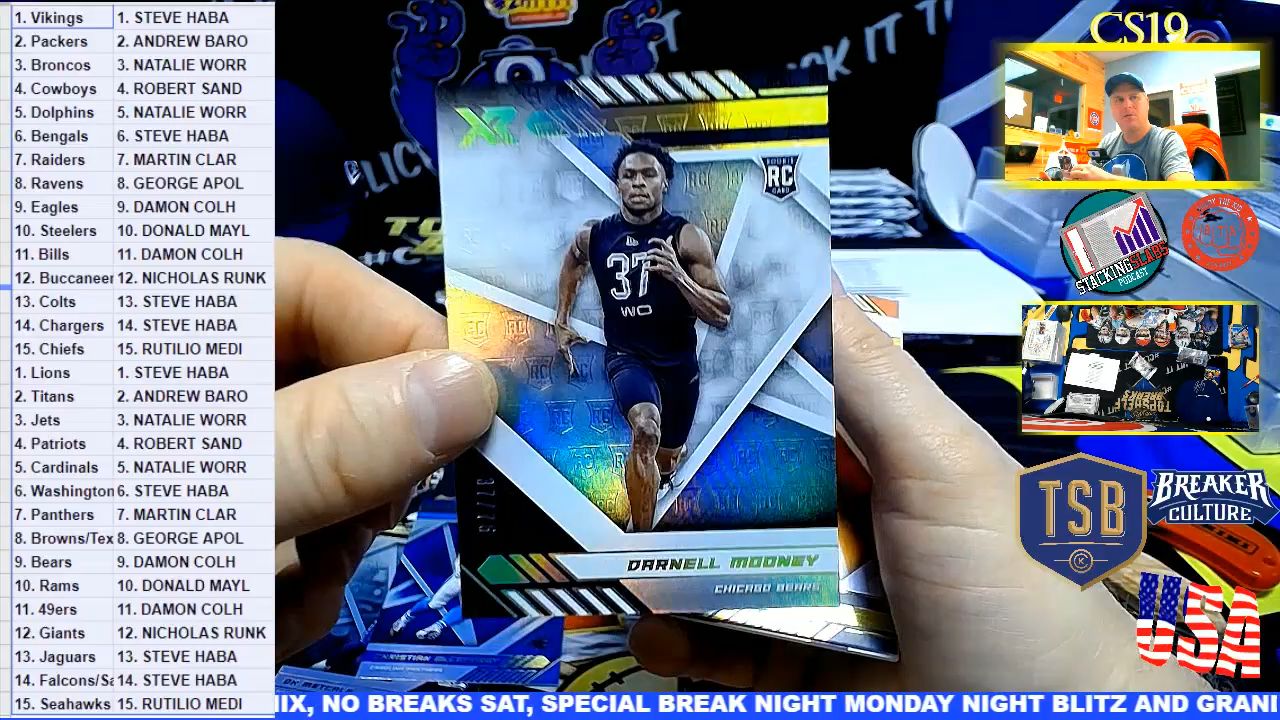 1. Vikings 1. STEVE HABA
2. Packers 2. ANDREW BARO
3. Broncos 3. NATALIE WORR
4. Cowboys 4. ROBERT SAND
5. Dolphins 5. NATALIE WORR
6. Bengals 6. STEVE HABA
7. Raiders 7. MARTIN CLAR
8. Ravens 8. GEORGE APOL
9. Eagles 9. DAMON COLH
10. Steelers 10. DONALD MAYL
11. Bills 11. DAMON COLH
12. Buccaneer 12. NICHOLAS RUNK
13. Colts 13. STEVE HABA
14. Chargers 14. STEVE HABA
15. Chiefs 15. RUTILIO MEDI
1. Lions 1. STEVE HABA
2. Titans 2. ANDREW BARO
3. Jets 3. NATALIE WORR
4. Patriots 4. ROBERT SAND
5. Cardinals 5. NATALIE WORR
6. Washington 6. STEVE HABA
7. Panthers 7. MARTIN CLAR
8. Browns/Tex 8. GEORGE APOL
9. Bears 9. DAMON COLH
10. Rams 10. DONALD MAYL
11. 49ers 11. DAMON COLH
12. Giants 12. NICHOLAS RUNK
13. Jaguars 13. STEVE HABA
14. Falcons/Sa 14. STEVE HABA
15. Seahawks 15. RUTILIO MEDI
CK IT T
CLICK
XR
RC
37
WO
DARNELL MOONEY
CHICAGO BEARS
CS19
STACKING SLABS
PODCAST
TSB
K
BREAKER
CULTURE
USA
IX, NO BREAKS SAT, SPECIAL BREAK NIGHT MONDAY NIGHT BLITZ AND GRANI